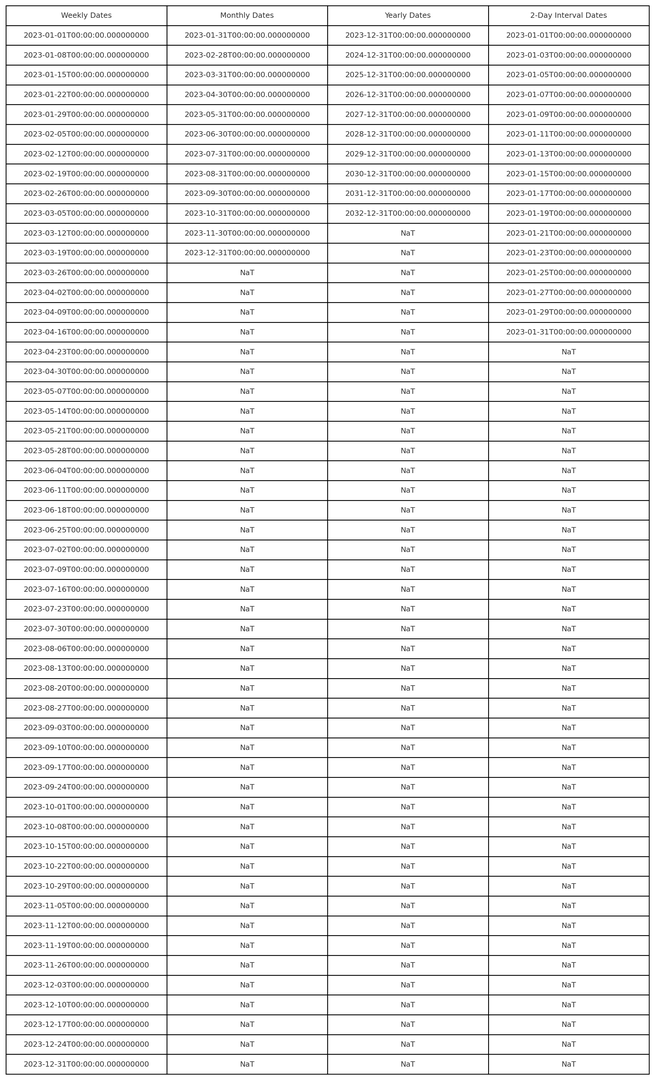 Weekly Dates Monthly Dates Yearly Dates 2-Day Interval Dates
2023-01-01T00:00:00.000000000 2023-01-31T00:00:00.000000000 2023-12-31T00:00:00.000000000 2023-01-01T00:00:00.000000000
2023-01-08T00:00:00.000000000 2023-02-28T00:00:00.000000000 2024-12-31T00:00:00.000000000 2023-01-03T00:00:00.000000000
2023-01-15T00:00:00.000000000 2023-03-31T00:00:00.000000000 2025-12-31T00:00:00.000000000 2023-01-05T00:00:00.000000000
2023-01-22T00:00:00.000000000 2023-04-30T00:00:00.000000000 2026-12-31T00:00:00.000000000 2023-01-07T00:00:00.000000000
2023-01-29T00:00:00.000000000 2023-05-31T00:00:00.000000000 2027-12-31T00:00:00.000000000 2023-01-09T00:00:00.000000000
2023-02-05T00:00:00.000000000 2023-06-30T00:00:00.000000000 2028-12-31T00:00:00.000000000 2023-01-11T00:00:00.000000000
2023-02-12T00:00:00.000000000 2023-07-31T00:00:00.000000000 2029-12-31T00:00:00.000000000 2023-01-13T00:00:00.000000000
2023-02-19T00:00:00.000000000 2023-08-31T00:00:00.000000000 2030-12-31T00:00:00.000000000 2023-01-15T00:00:00.000000000
2023-02-26T00:00:00.000000000 2023-09-30T00:00:00.000000000 2031-12-31T00:00:00.000000000 2023-01-17T00:00:00.000000000
2023-03-05T00:00:00.000000000 2023-10-31T00:00:00.000000000 2032-12-31T00:00:00.000000000 2023-01-19T00:00:00.000000000
2023-03-12T00:00:00.000000000 2023-11-30T00:00:00.000000000 NaT 2023-01-21T00:00:00.000000000
2023-03-19T00:00:00.000000000 2023-12-31T00:00:00.000000000 NaT 2023-01-23T00:00:00.000000000
2023-03-26T00:00:00.000000000 NaT NaT 2023-01-25T00:00:00.000000000
2023-04-02T00:00:00.000000000 NaT NaT 2023-01-27T00:00:00.000000000
2023-04-09T00:00:00.000000000 NaT NaT 2023-01-29T00:00:00.000000000
2023-04-16T00:00:00.000000000 NaT NaT 2023-01-31T00:00:00.000000000
2023-04-23T00:00:00.000000000 NaT NaT NaT
2023-04-30T00:00:00.000000000 NaT NaT NaT
2023-05-07T00:00:00.000000000 NaT NaT NaT
2023-05-14T00:00:00.000000000 NaT NaT NaT
2023-05-21T00:00:00.000000000 NaT NaT NaT
2023-05-28T00:00:00.000000000 NaT NaT NaT
2023-06-04T00:00:00.000000000 NaT NaT NaT
2023-06-11T00:00:00.000000000 NaT NaT NaT
2023-06-18T00:00:00.000000000 NaT NaT NaT
2023-06-25T00:00:00.000000000 NaT NaT NaT
2023-07-02T00:00:00.000000000 NaT NaT NaT
2023-07-09T00:00:00.000000000 NaT NaT NaT
2023-07-16T00:00:00.000000000 NaT NaT NaT
2023-07-23T00:00:00.000000000 NaT NaT NaT
2023-07-30T00:00:00.000000000 NaT NaT NaT
2023-08-06T00:00:00.000000000 NaT NaT NaT
2023-08-13T00:00:00.000000000 NaT NaT NaT
2023-08-20T00:00:00.000000000 NaT NaT NaT
2023-08-27T00:00:00.000000000 NaT NaT NaT
2023-09-03T00:00:00.000000000 NaT NaT NaT
2023-09-10T00:00:00.000000000 NaT NaT NaT
2023-09-17T00:00:00.000000000 NaT NaT NaT
2023-09-24T00:00:00.000000000 NaT NaT NaT
2023-10-01T00:00:00.000000000 NaT NaT NaT
2023-10-08T00:00:00.000000000 NaT NaT NaT
2023-10-15T00:00:00.000000000 NaT NaT NaT
2023-10-22T00:00:00.000000000 NaT NaT NaT
2023-10-29T00:00:00.000000000 NaT NaT NaT
2023-11-05T00:00:00.000000000 NaT NaT NaT
2023-11-12T00:00:00.000000000 NaT NaT NaT
2023-11-19T00:00:00.000000000 NaT NaT NaT
2023-11-26T00:00:00.000000000 NaT NaT NaT
2023-12-03T00:00:00.000000000 NaT NaT NaT
2023-12-10T00:00:00.000000000 NaT NaT NaT
2023-12-17T00:00:00.000000000 NaT NaT NaT
2023-12-24T00:00:00.000000000 NaT NaT NaT
2023-12-31T00:00:00.000000000 NaT NaT NaT